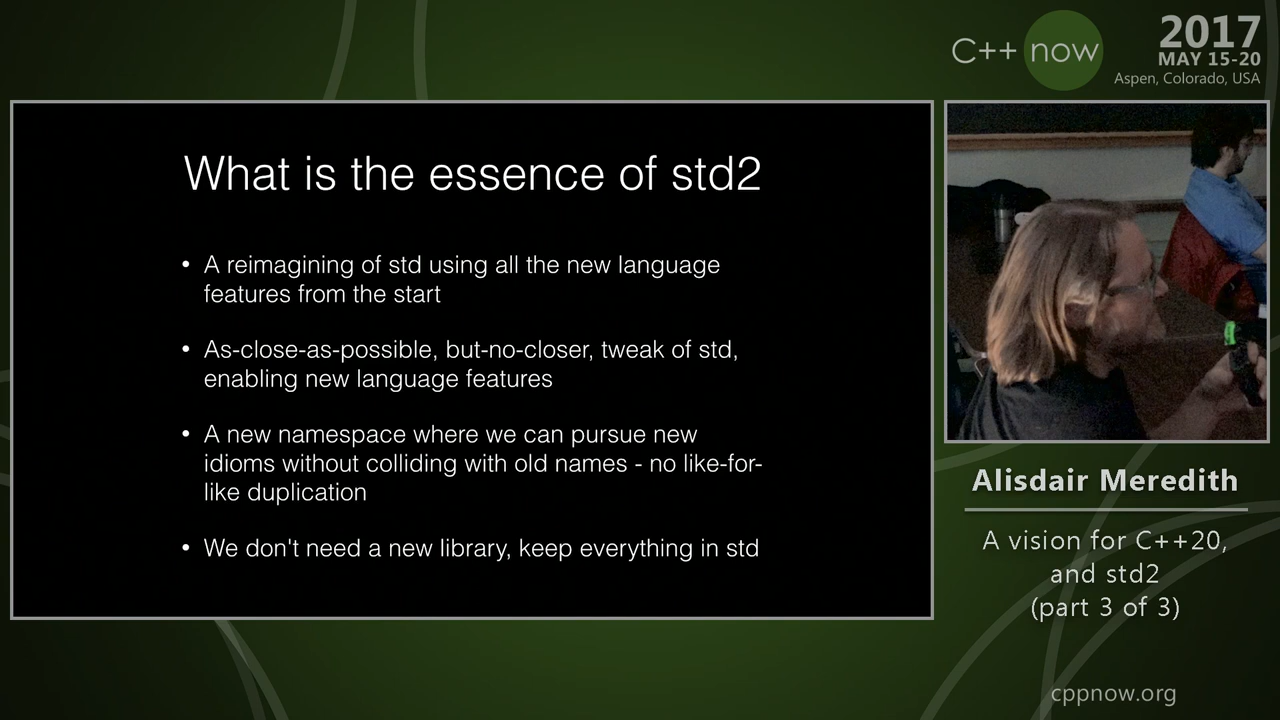 C++ now
2017
MAY 15-20
Aspen, Colorado, USA
What is the essence of std2
• A reimagining of std using all the new language
features from the start
• As-close-as-possible, but-no-closer, tweak of std,
enabling new language features
• A new namespace where we can pursue new
idioms without colliding with old names - no like-for-
like duplication
• We don't need a new library, keep everything in std
Alisdair Meredith
A vision for C++20,
and std2
(part 3 of 3)
cppnow.org